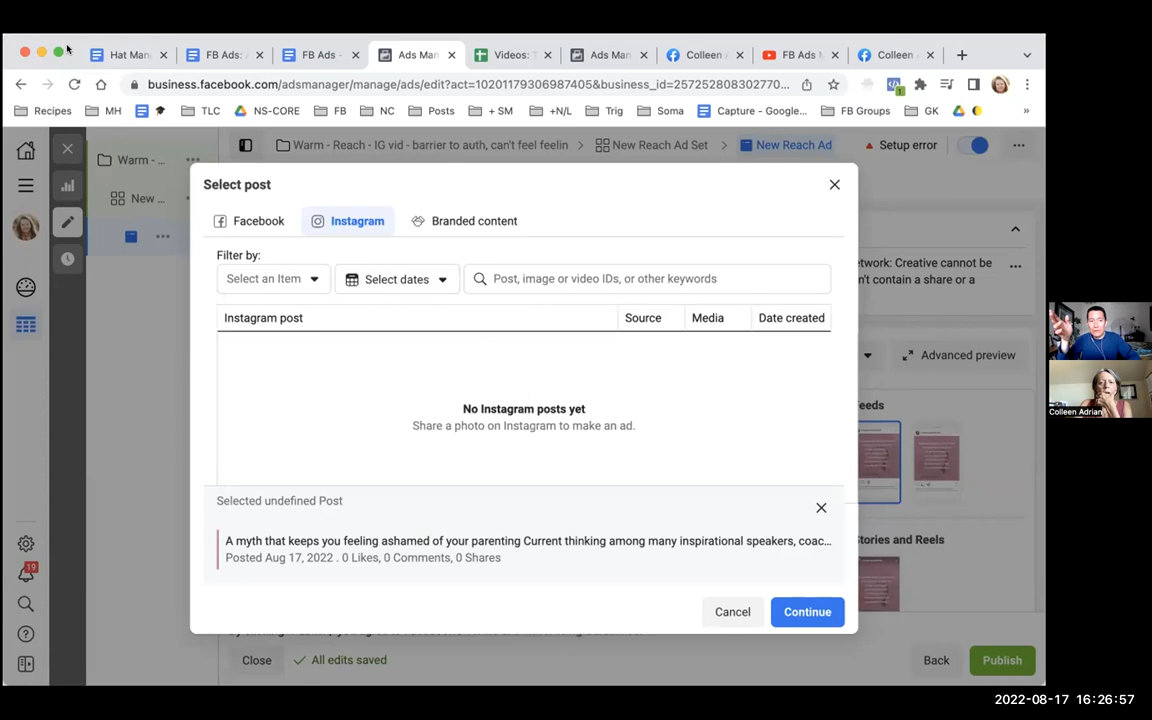 Hat Man
FB Ads: A
FB Ads -
Ads Man
Videos: T
Ads Man
Colleen A
FB Ads M
Colleen A
business.facebook.com/adsmanager/manage/ads/edit?act=10201179306987405&business_id=257252808302770...
1
Recipes
MH
TLC
NS-CORE
FB
NC
Posts
+ SM
+N/L
Trig
Soma
Capture - Google...
FB Groups
GK
»
Warm - ...
New ...
Warm - Reach - IG vid - barrier to auth, can't feel feelin
New Reach Ad Set
New Reach Ad
Setup error
Select post
Facebook
Instagram
Branded content
Filter by:
Select an Item
Select dates
Post, image or video IDs, or other keywords
Instagram post
Source
Media
Date created
No Instagram posts yet
Share a photo on Instagram to make an ad.
Selected undefined Post
A myth that keeps you feeling ashamed of your parenting Current thinking among many inspirational speakers, coac...
Posted Aug 17, 2022 . 0 Likes, 0 Comments, 0 Shares
Cancel
Continue
etwork: Creative cannot be
n't contain a share or a
Advanced preview
eeds
tories and Reels
19
Close
All edits saved
Back
Publish
Colleen Adrian
2022-08-17 16:26:57